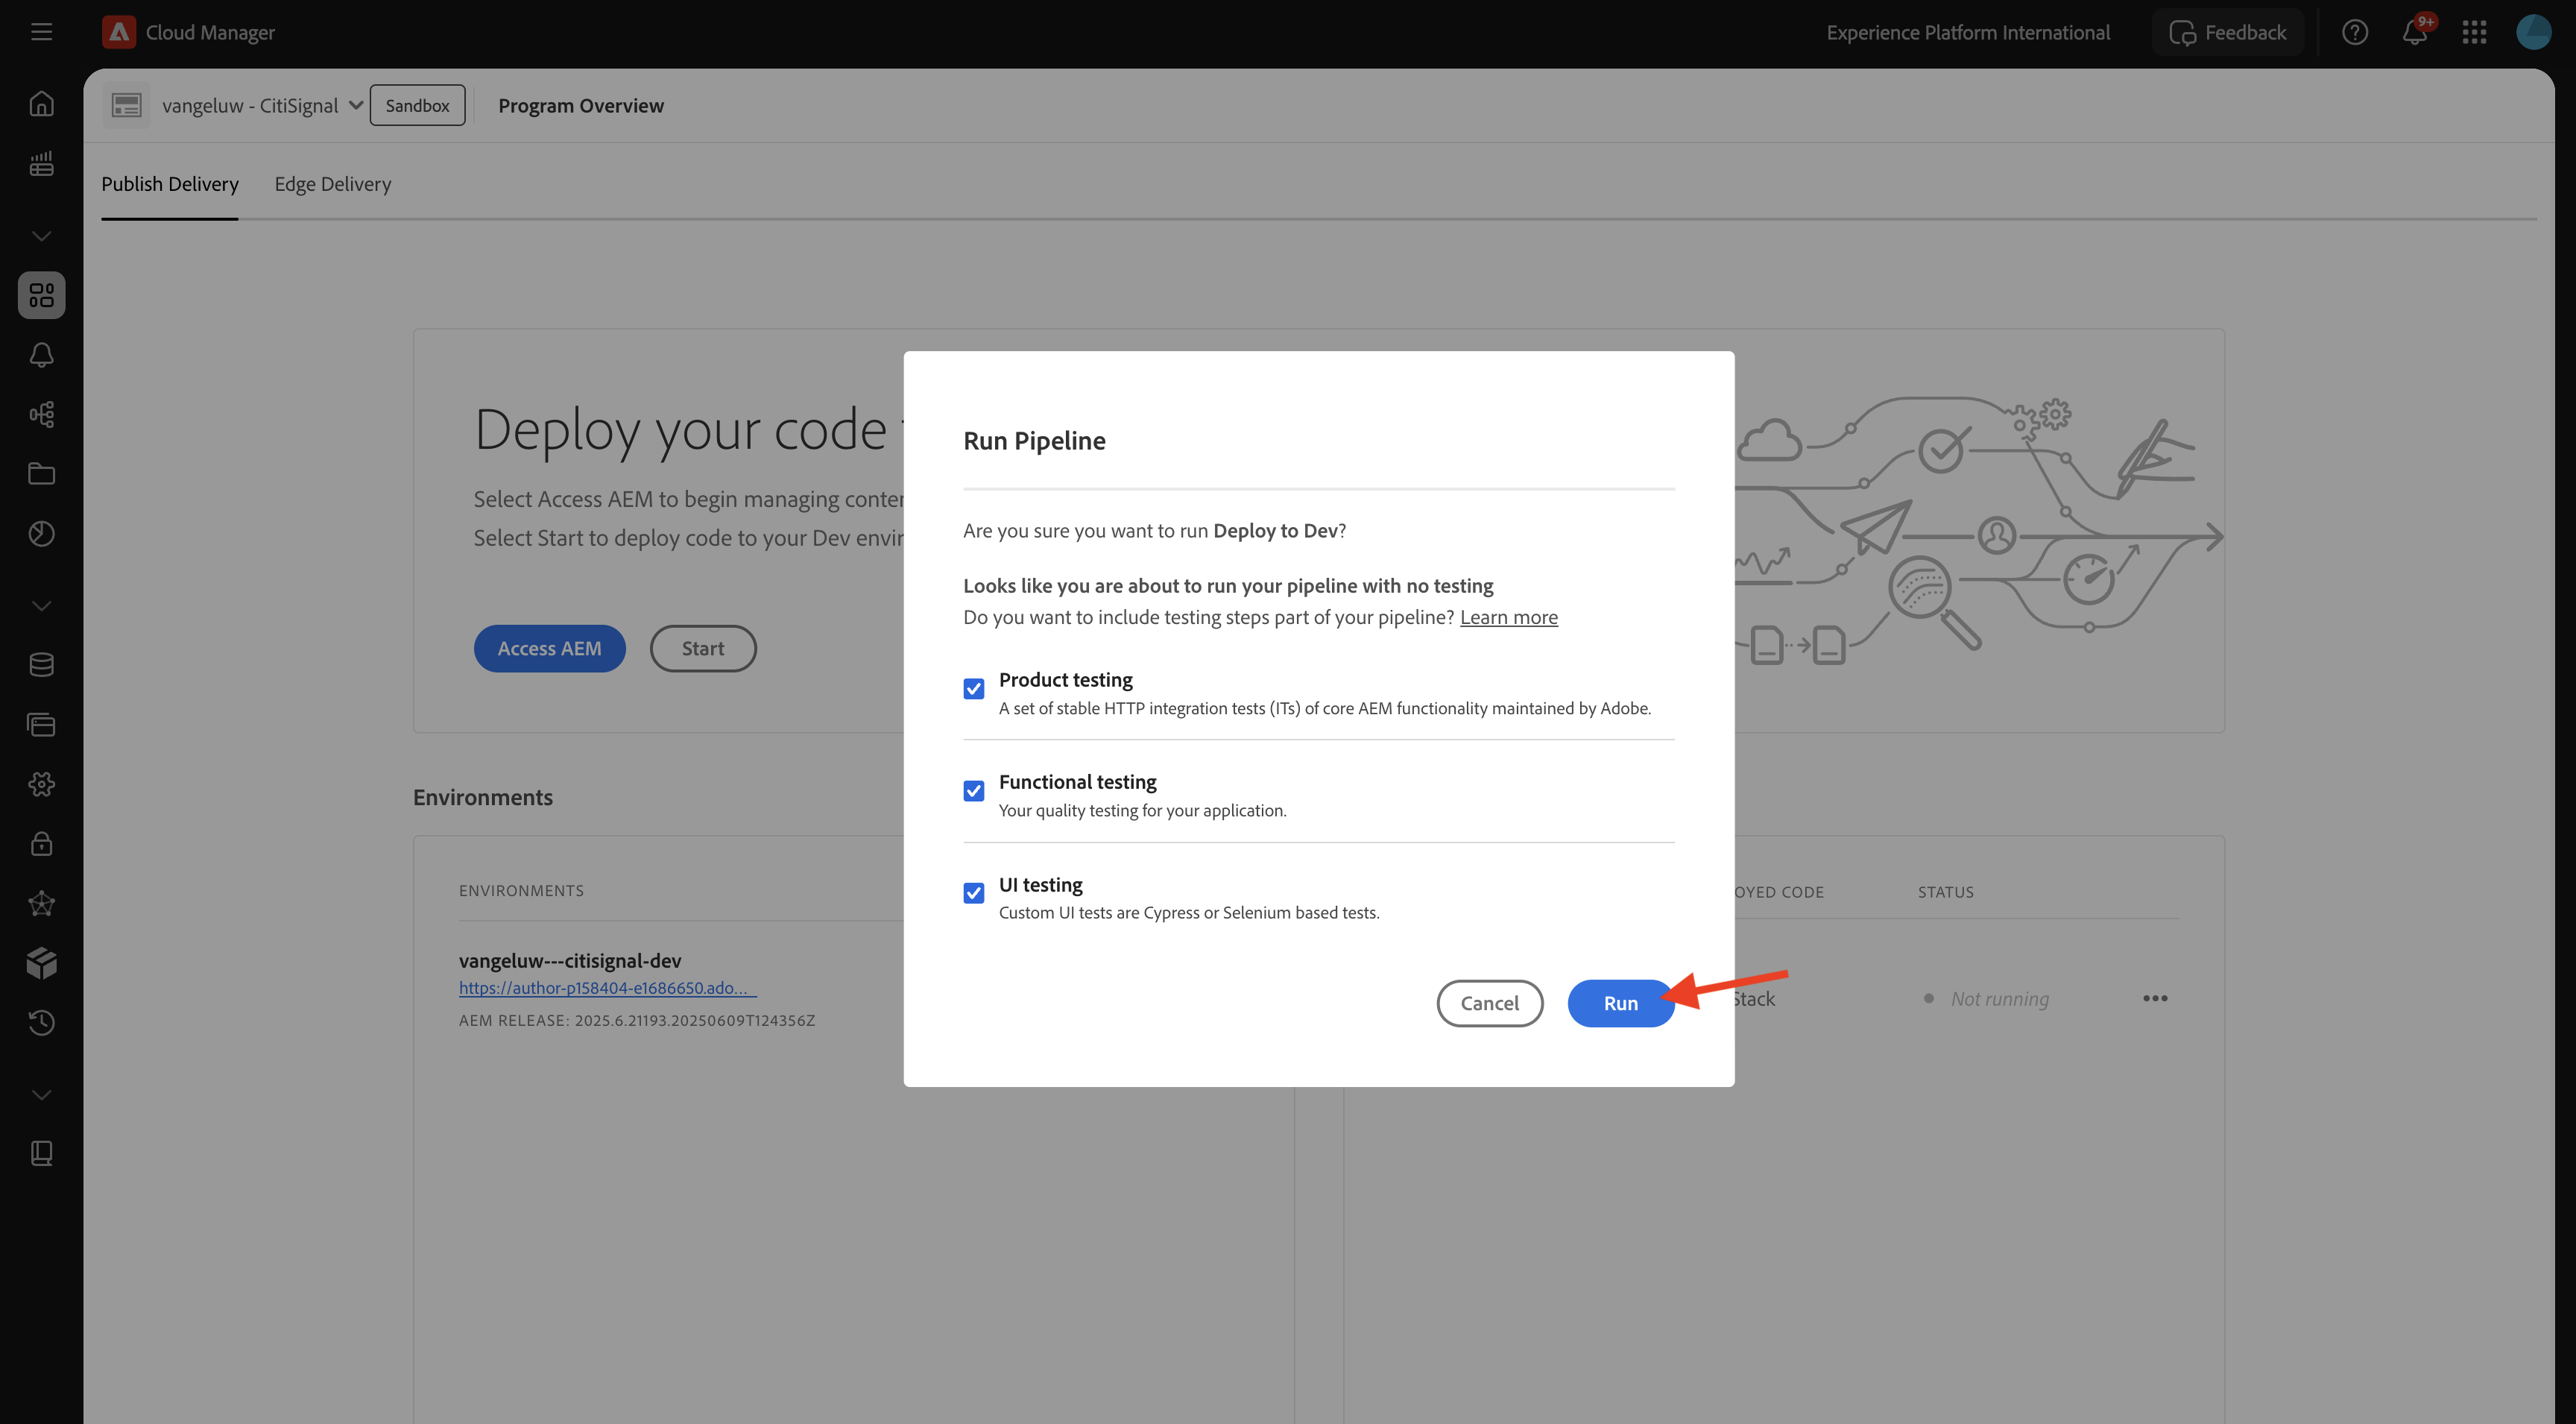 Cloud Manager
Experience Platform International
Feedback
9+
vangeluw - CitiSignal
Sandbox
Program Overview
Publish Delivery
Edge Delivery
Deploy your code
Select Access AEM to begin managing
Select Start to deploy code to your Dev
Access AEM
Start
Run Pipeline
Are you sure you want to run Deploy to Dev?
Looks like you are about to run your pipeline with no testing
Do you want to include testing steps part of your pipeline? Learn more
Product testing
A set of stable HTTP integration tests (ITs) of core AEM functionality maintained by Adobe.
Functional testing
Your quality testing for your application.
UI testing
Custom UI tests are Cypress or Selenium based tests.
Cancel
Run
Environments
ENVIRONMENTS
vangeluw---citisignal-dev
https://author-p158404-e1686650.ado...
AEM RELEASE: 2025.6.21193.20250609T124356Z
CODE
STATUS
Stack
Not running